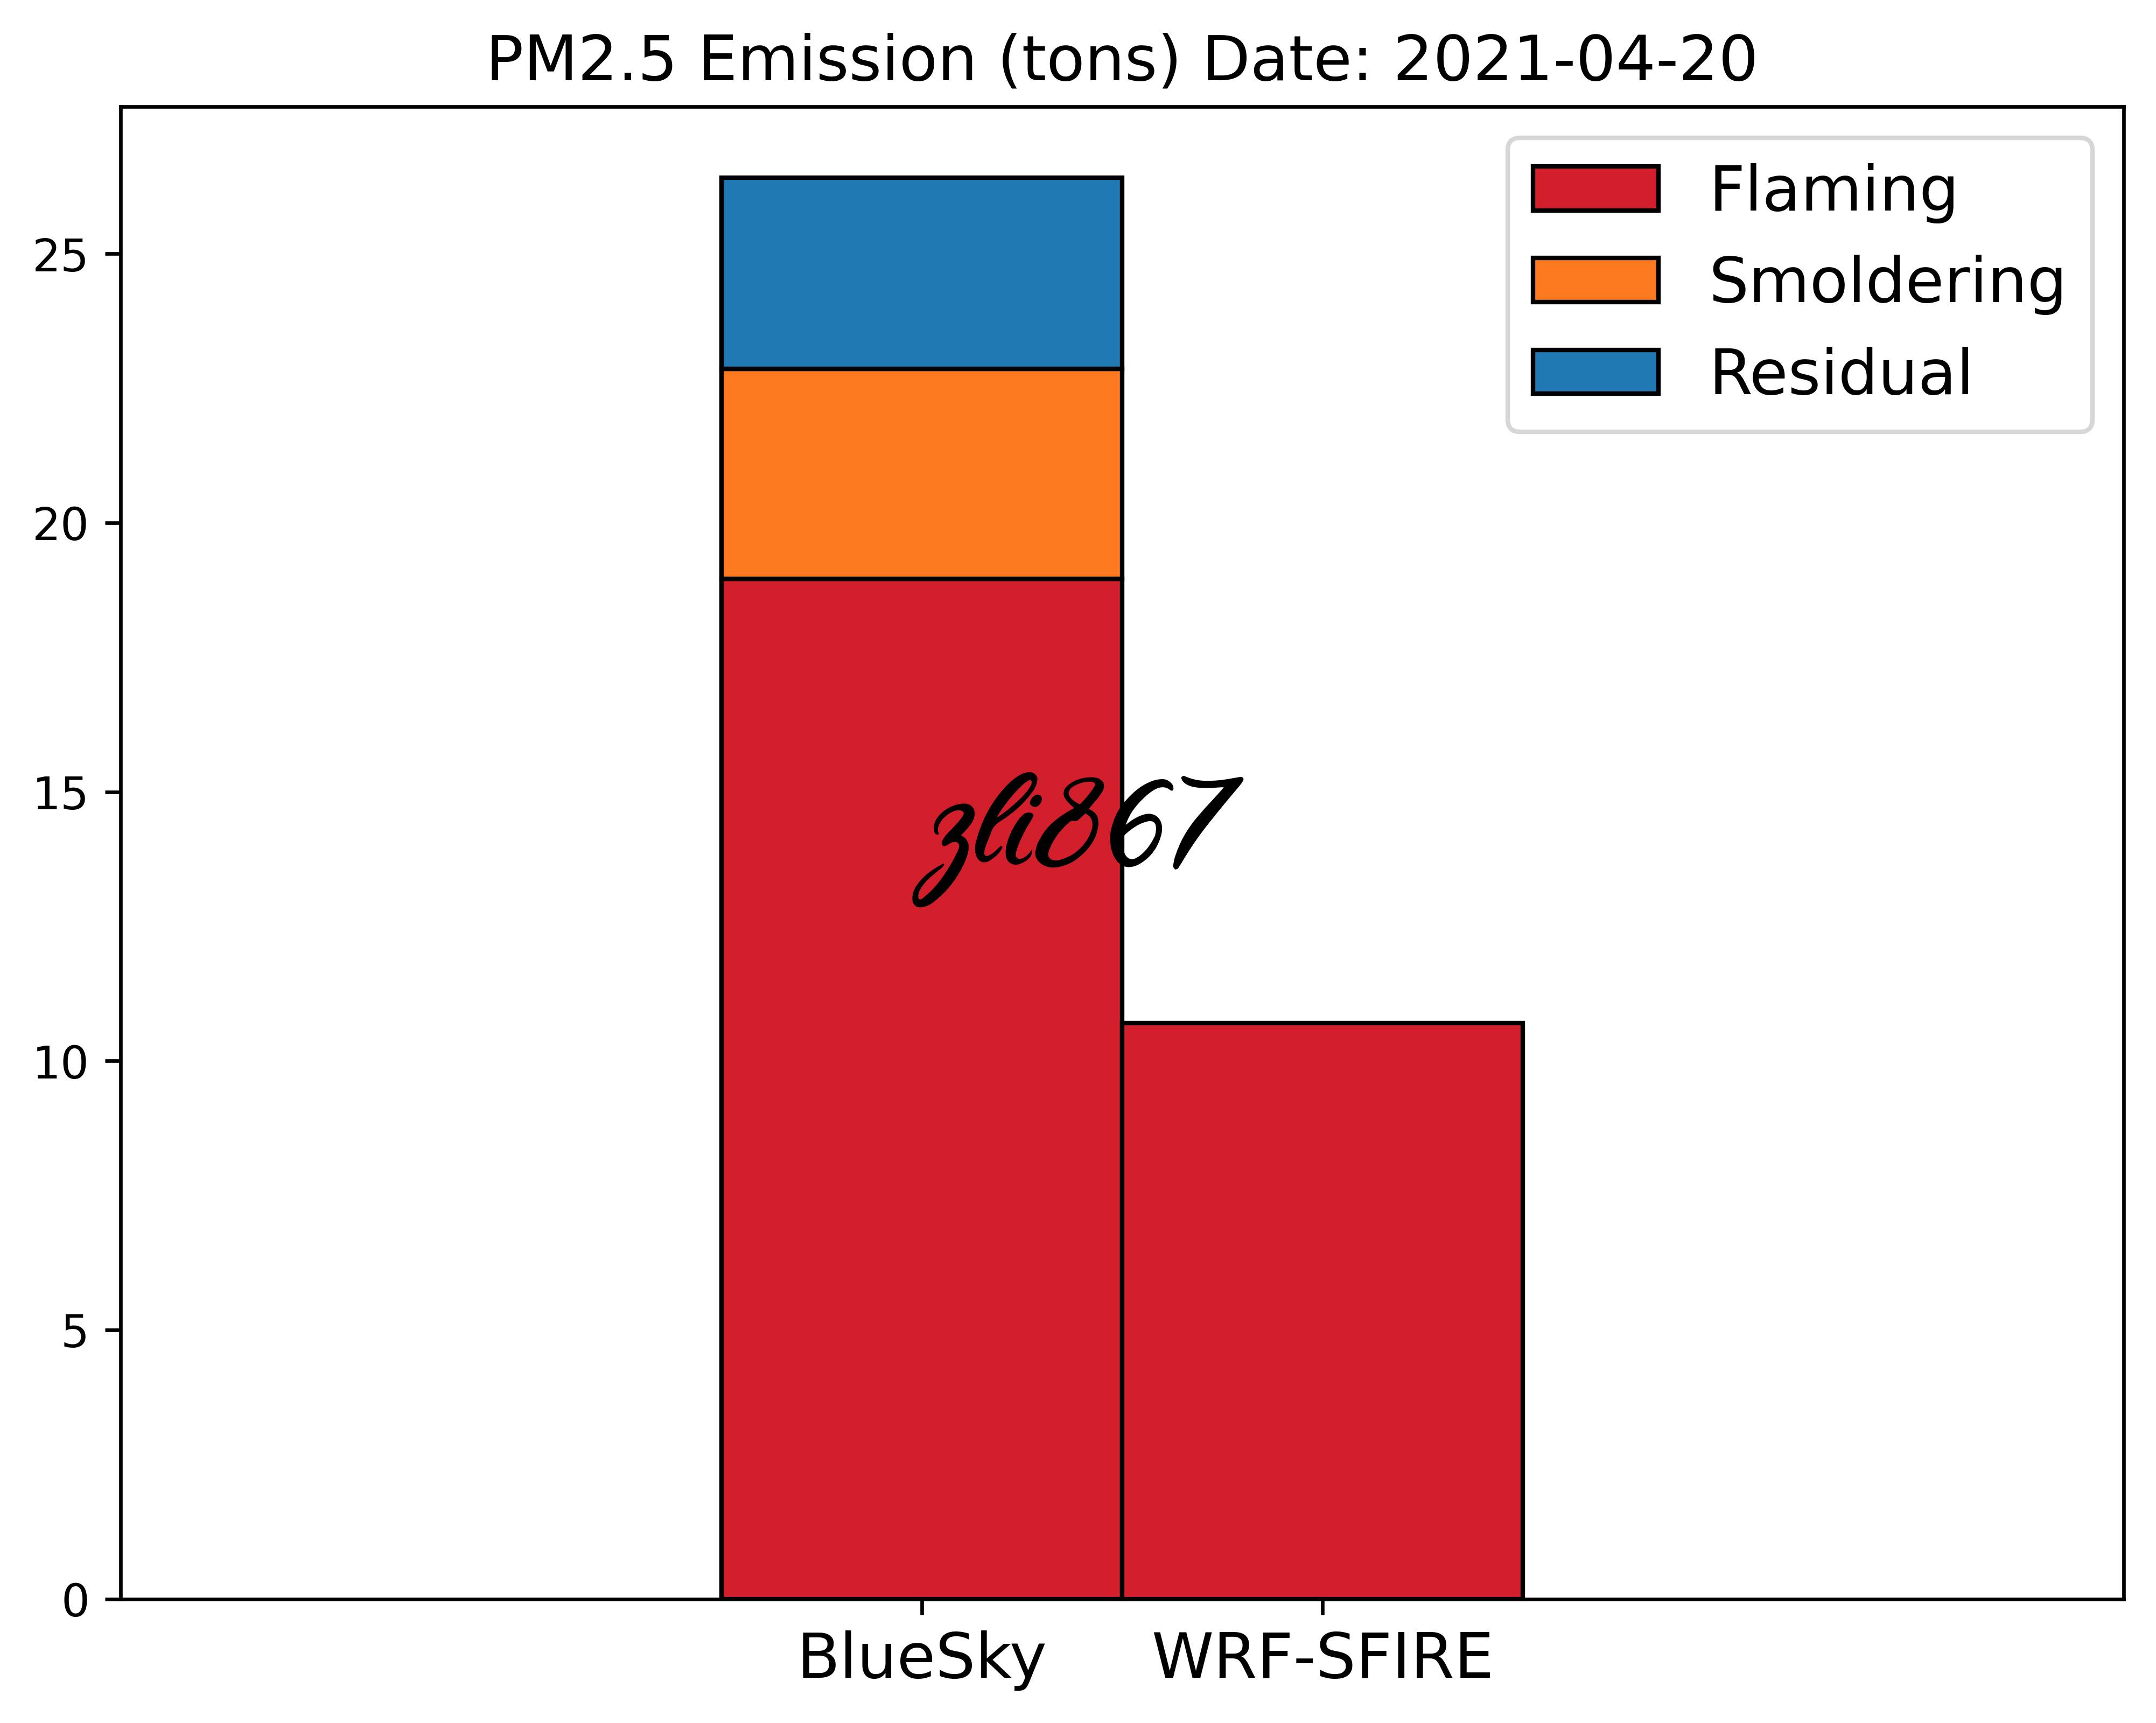 PM2.5 Emission (tons) Date: 2021-04-20
Flaming
Smoldering
Residual
25
20
15
10
5
0
zli867
BlueSky WRF-SFIRE